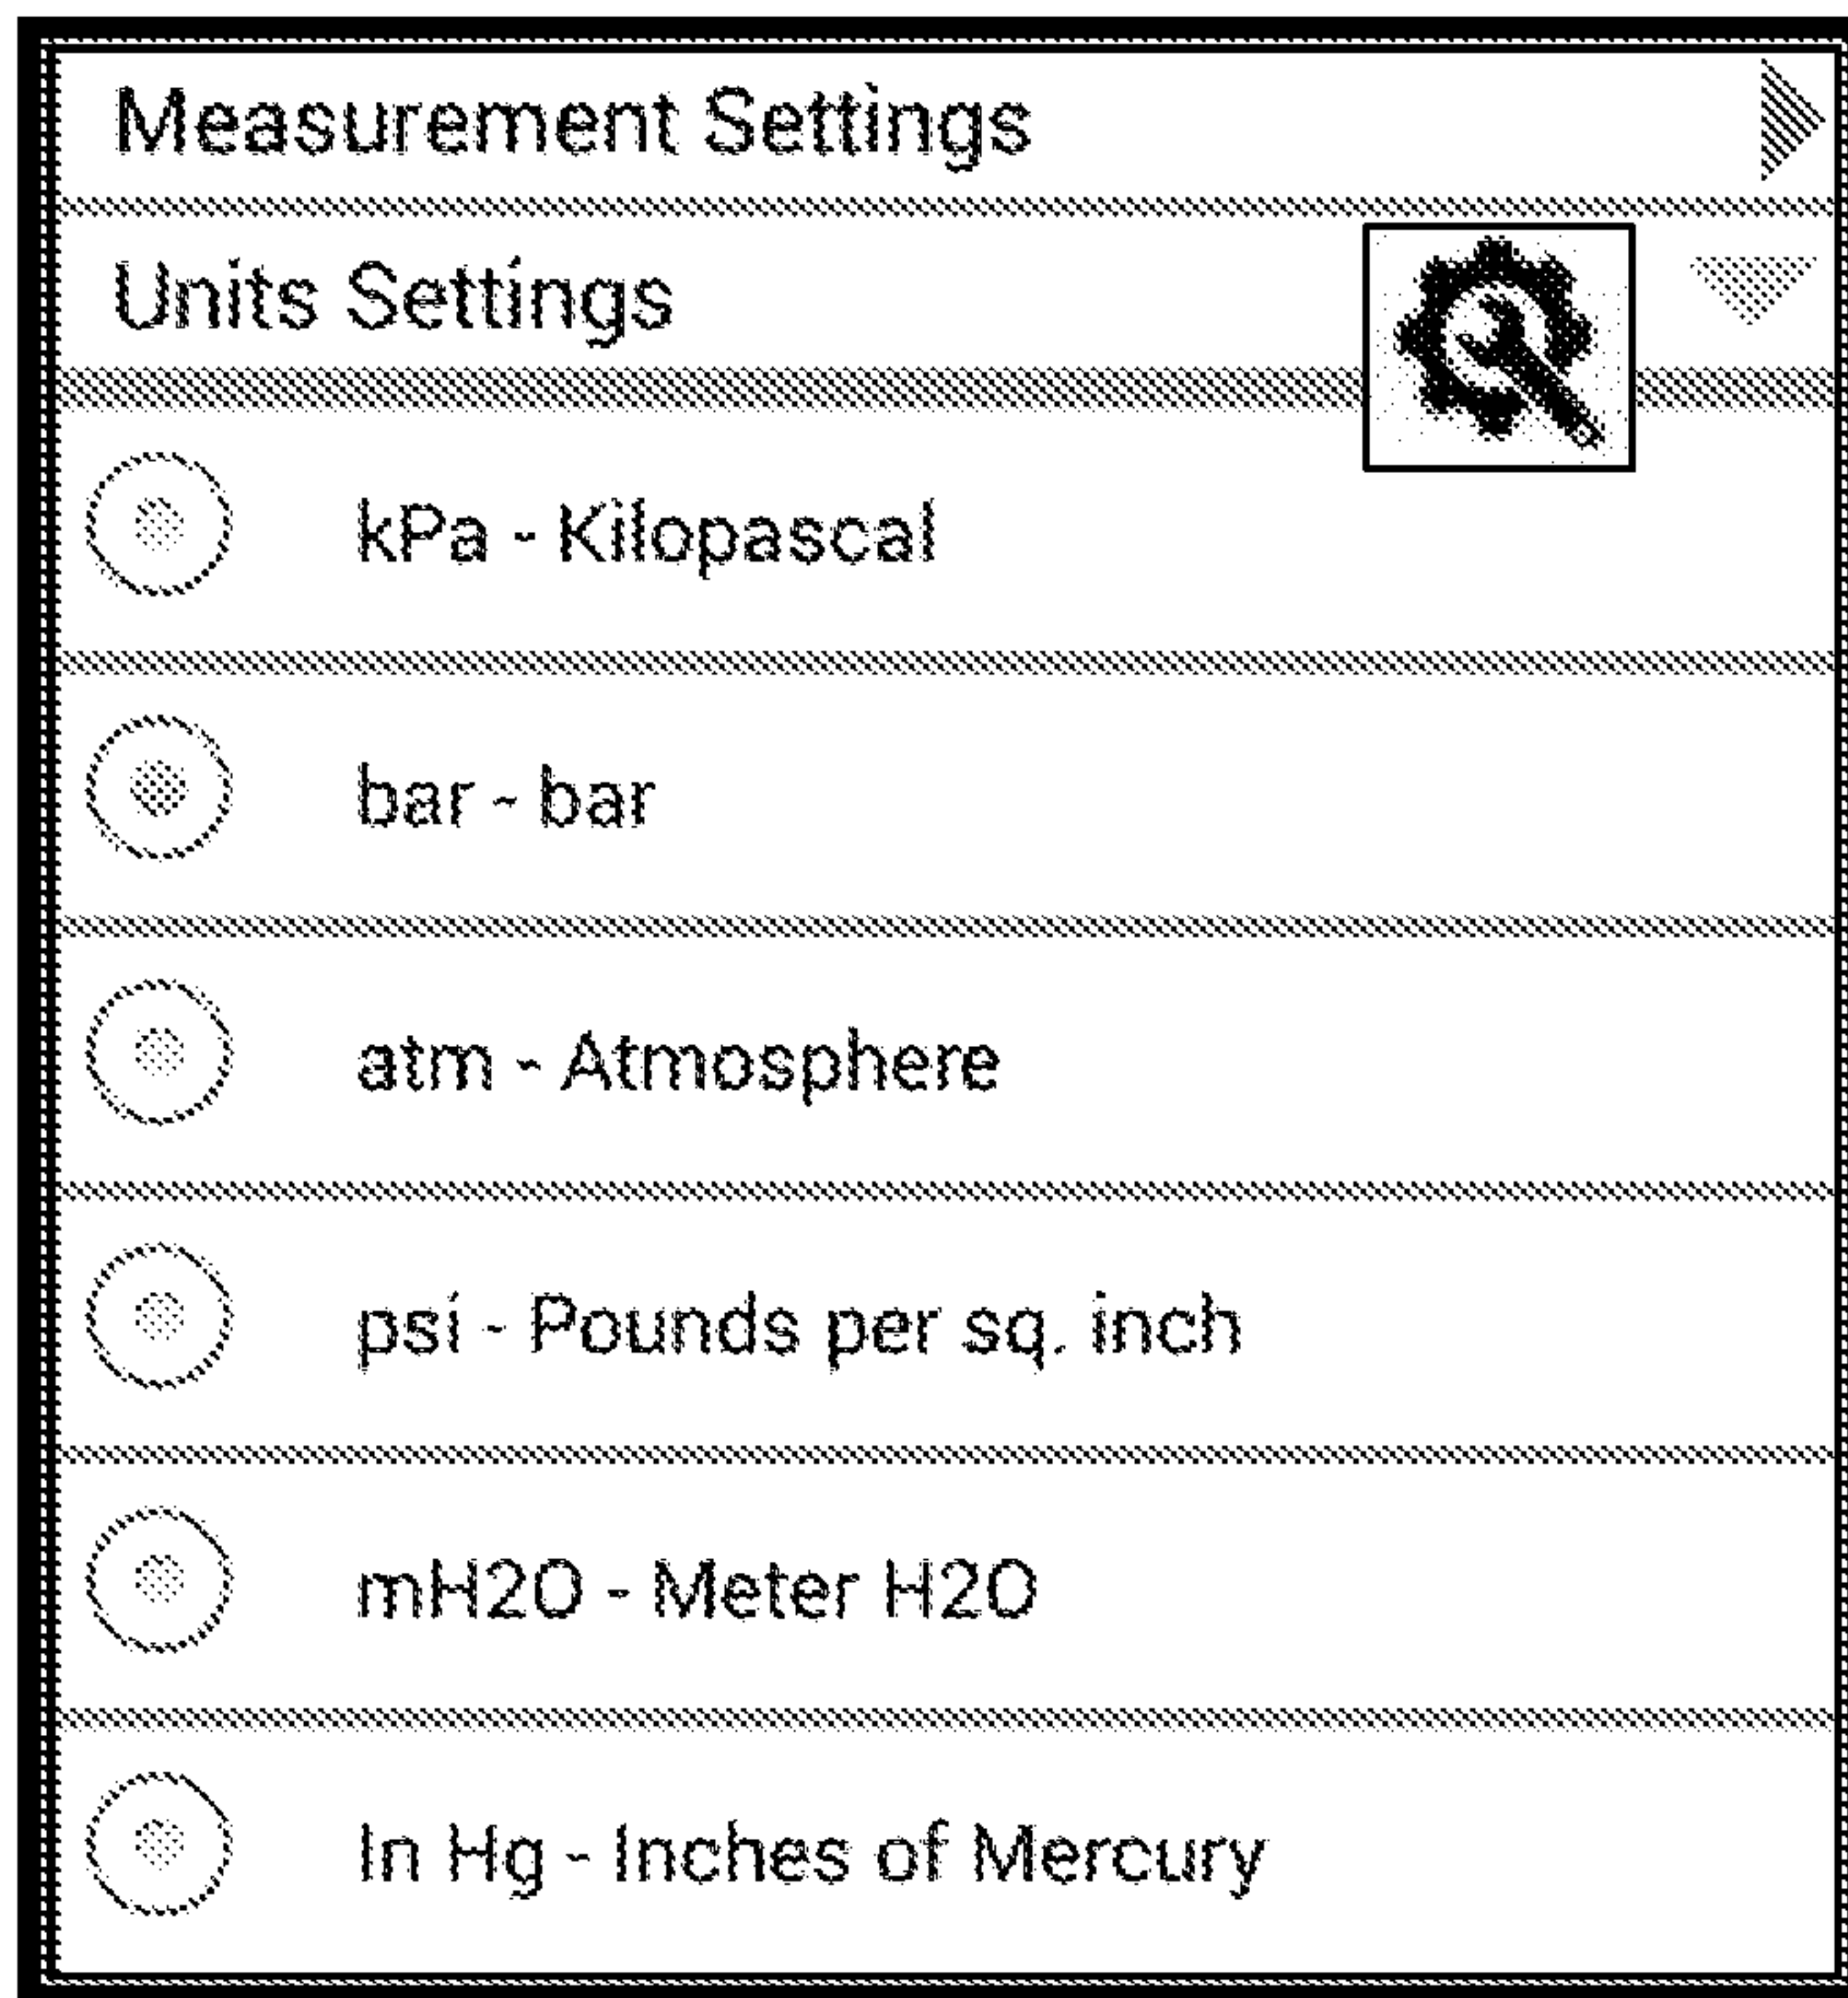 Measurement Settings
Units Settings
kPa - Kilopascal
bar - bar
atm - Atmosphere
psi - Pounds per sq. inch
mH2O - Meter H2O
In Hg - Inches of Mercury